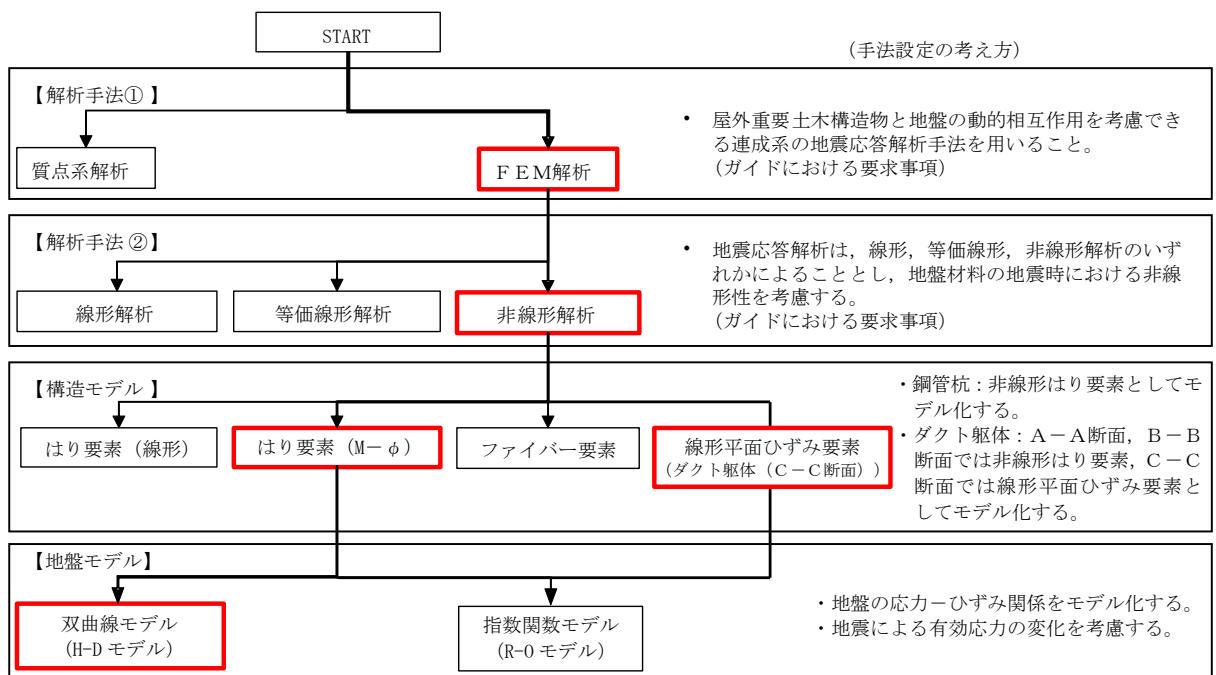 START
(手法設定の考え方)
【解析手法① 】
質点系解析
FEM解析
・ 屋外重要土木構造物と地盤の動的相互作用を考慮でき
る連成系の地震応答解析手法を用いること。
(ガイドにおける要求事項)
【解析手法 ②】
線形解析
等価線形解析
非線形解析
・ 地震応答解析は，線形，等価線形，非線形解析のいず
れかによることとし，地盤材料の地震時における非線
形性を考慮する。
(ガイドにおける要求事項)
【構造モデル 】
はり要素（線形）
はり要素（M－φ）
ファイバー要素
線形平面ひずみ要素
（ダクト躯体（C－C断面））
・鋼管杭：非線形はり要素としてモ
デル化する。
・ダクト躯体：A－A断面，B－B
断面では非線形はり要素，C－C
断面では線形平面ひずみ要素と
してモデル化する。
【地盤モデル】
双曲線モデル
(H-D モデル)
指数関数モデル
(R-O モデル)
・地盤の応力－ひずみ関係をモデル化する。
・地震による有効応力の変化を考慮する。